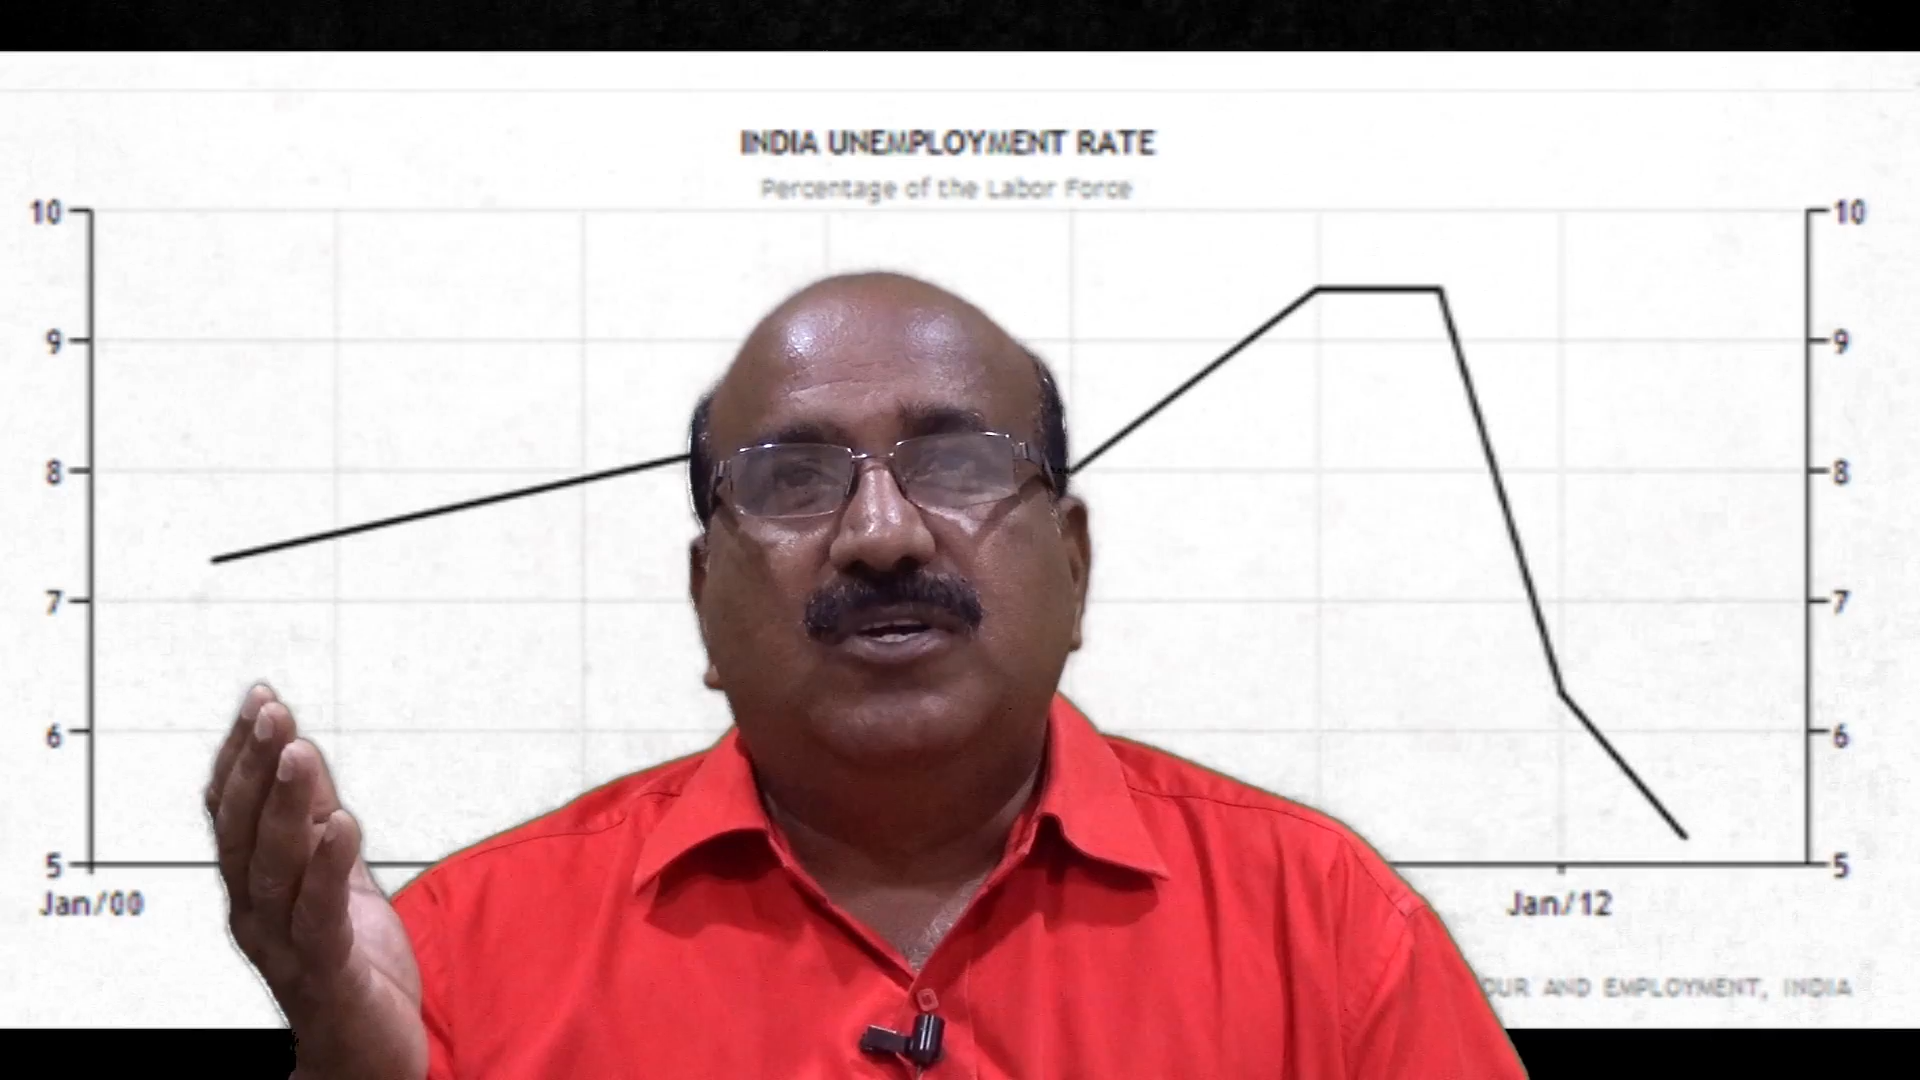 INDIA UNEMPLOYMENT RATE
Percentage of the Labor Force
10 10
9 9
8 8
7 7
6 6
5 5
Jan/00 Jan/12
AND EMPLOYMENT, INDIA